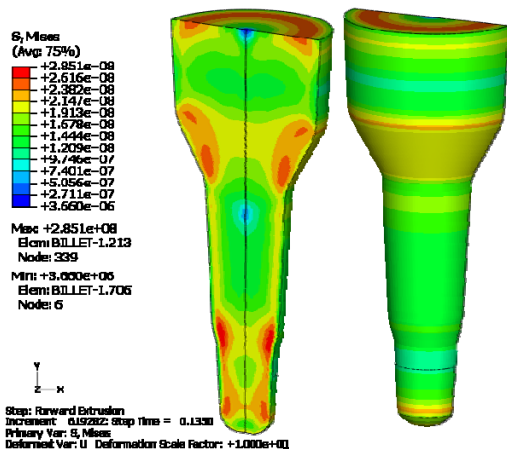 S, Mises
(Avg: 75%)
+2.851e+08
+2.616e+08
+2.382e+08
+2.147e+08
+1.913e+08
+1.678e+08
+1.444e+08
+1.209e+08
+9.746e+07
+7.401e+07
+5.056e+07
+2.711e+07
+3.660e+06
Max: +2.851e+08
Elem: BILLET-1.213
Node: 339
Min: +3.660e+06
Elem: BILLET-1.706
Node: 6
Y
Z X
Step: Forward Extrusion
Increment 619282: Step Time = 0.1350
Primary Var: S, Mises
Deformed Var: U Deformation Scale Factor: +1.000e+00